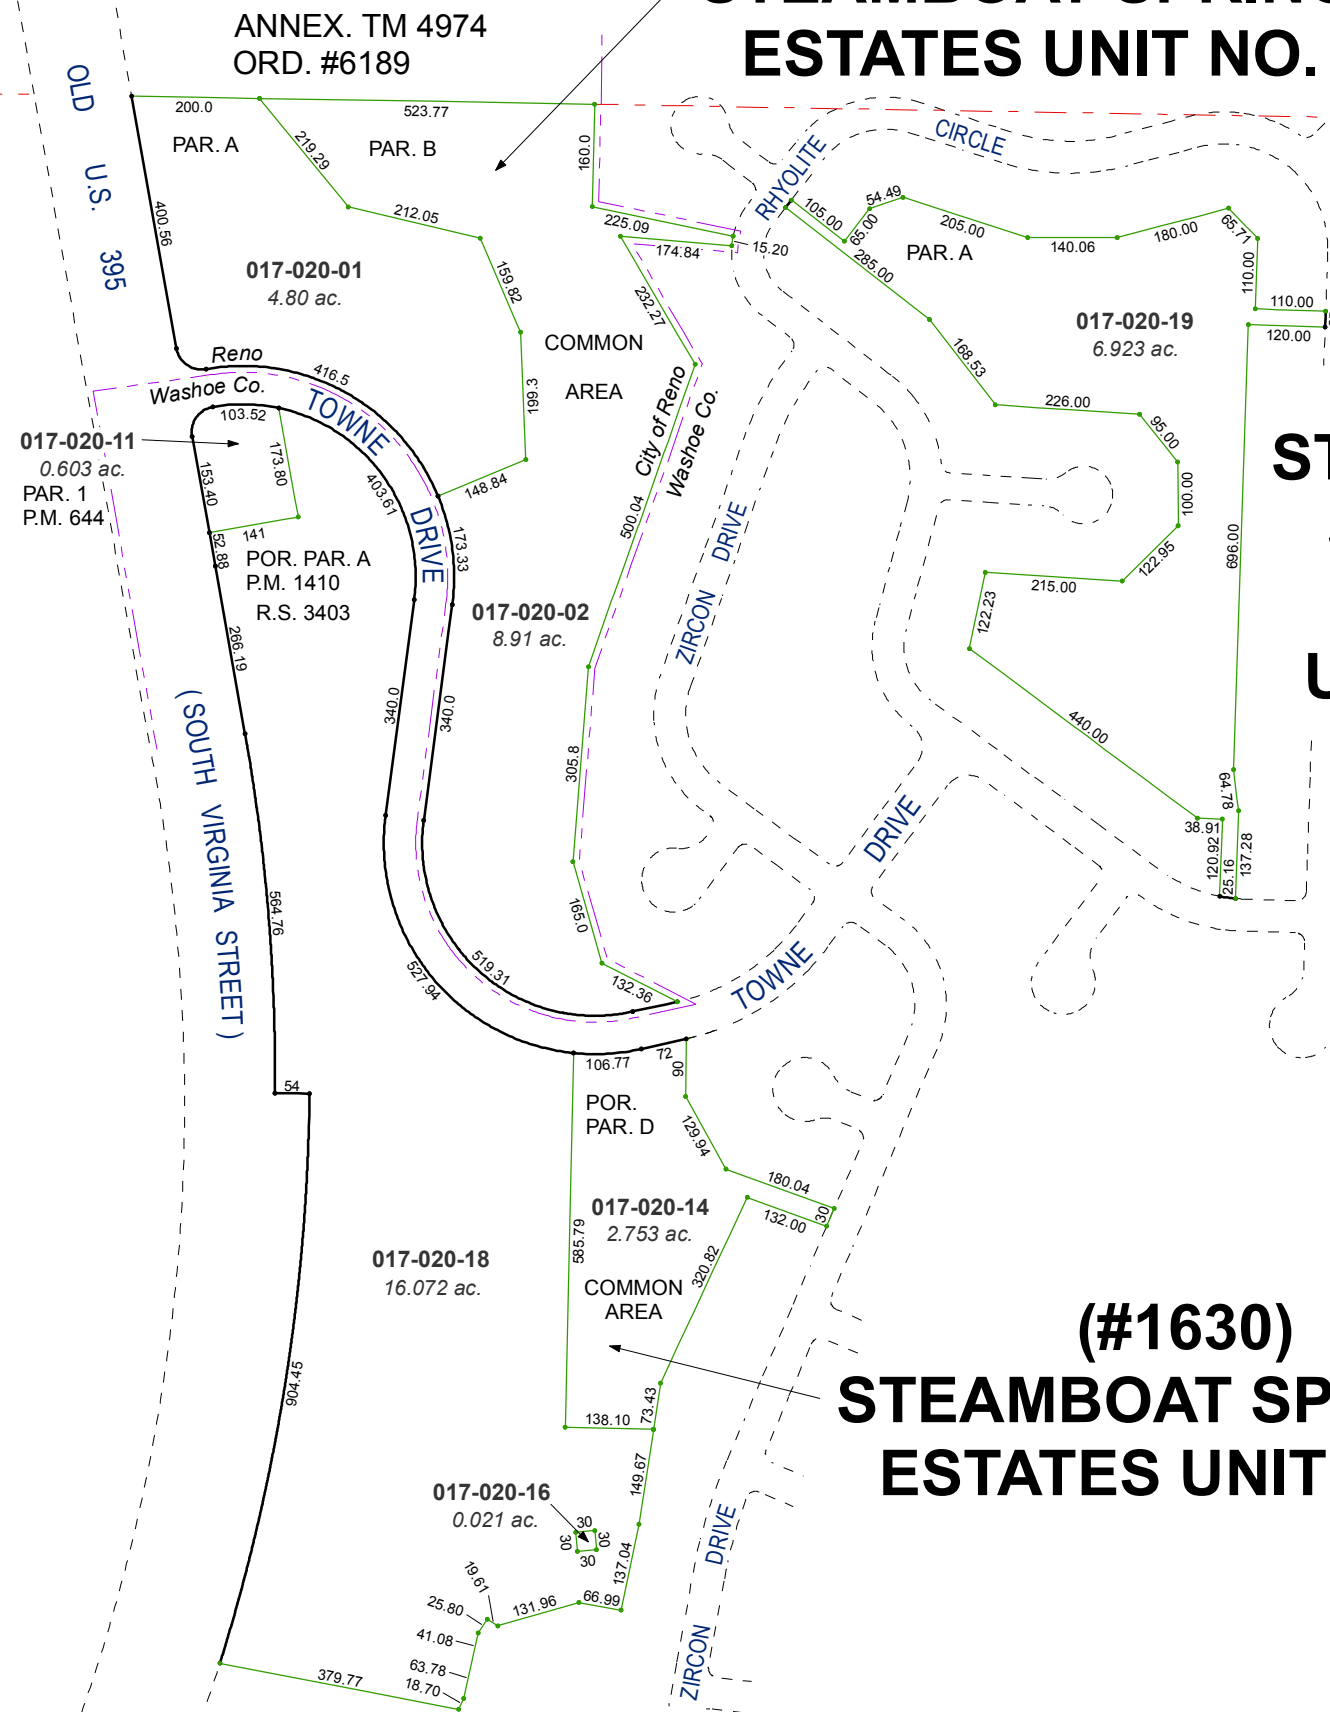 STEAMBOAT SPRING
ESTATES UNIT NO.
ANNEX. TM 4974
ORD. #6189
OLD U.S. 395
200.0
523.77
PAR. A
PAR. B
219.29
160.0
400.56
212.05
225.09
174.84
15.20
RHYOLITE
CIRCLE
105.00
65.00
54.49
205.00
140.06
180.00
65.71
PAR. A
110.00
110.00
120.00
285.00
017-020-01
4.80 ac.
159.82
232.27
017-020-19
6.923 ac.
168.53
COMMON
AREA
199.3
Reno
Washoe Co.
416.5
TOWNE
DRIVE
City of Reno
Washoe Co.
226.00
95.00
100.00
122.95
215.00
122.23
696.00
ST
103.52
017-020-11
0.603 ac.
PAR. 1
P.M. 644
173.80
153.40
141
52.88
403.61
148.84
173.33
500.04
POR. PAR. A
P.M. 1410
R.S. 3403
017-020-02
8.91 ac.
ZIRCON DRIVE
266.19
340.0
340.0
U
440.00
(SOUTH VIRGINIA STREET)
305.8
64.78
38.91
120.92
25.16
137.28
DRIVE
564.76
165.0
519.31
527.94
132.36
TOWNE
54
106.77
72
90
POR.
PAR. D
129.94
180.04
132.00
30
017-020-14
2.753 ac.
585.79
320.82
017-020-18
16.072 ac.
COMMON
AREA
(#1630)
STEAMBOAT SP
ESTATES UNIT
904.45
138.10
73.43
149.67
017-020-16
0.021 ac.
30
30
30
30
137.04
ZIRCON DRIVE
19.61
25.80
131.96
66.99
41.08
63.78
18.70
379.77